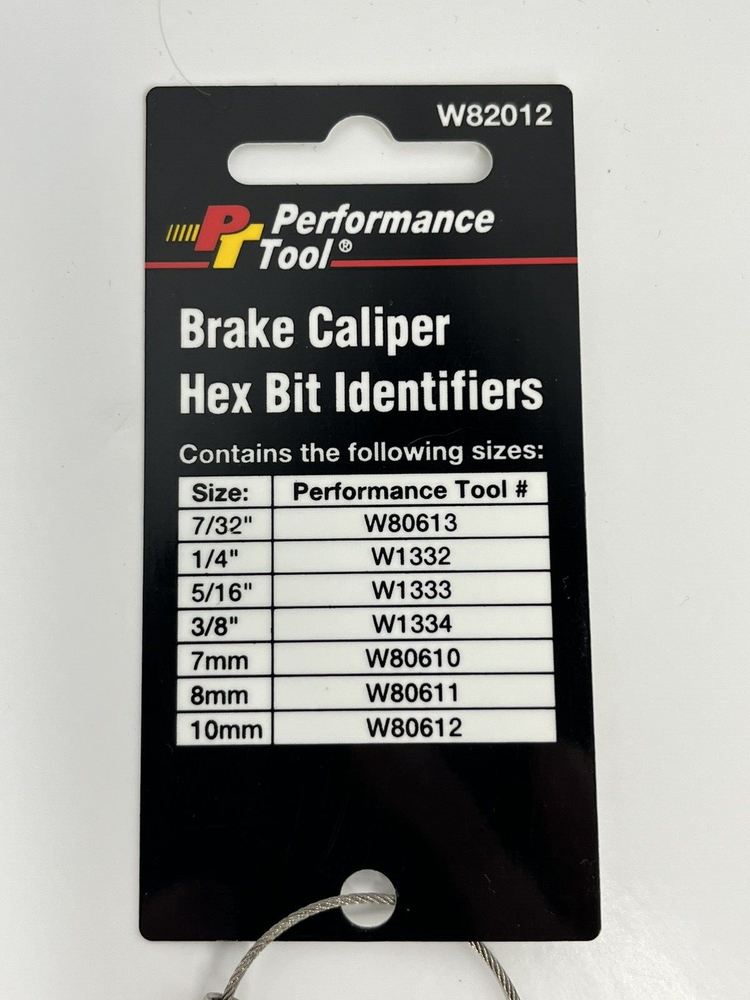 W82012
PT Performance
Tool®
Brake Caliper
Hex Bit Identifiers
Contains the following sizes:
Size: Performance Tool #
7/32" W80613
1/4" W1332
5/16" W1333
3/8" W1334
7mm W80610
8mm W80611
10mm W80612